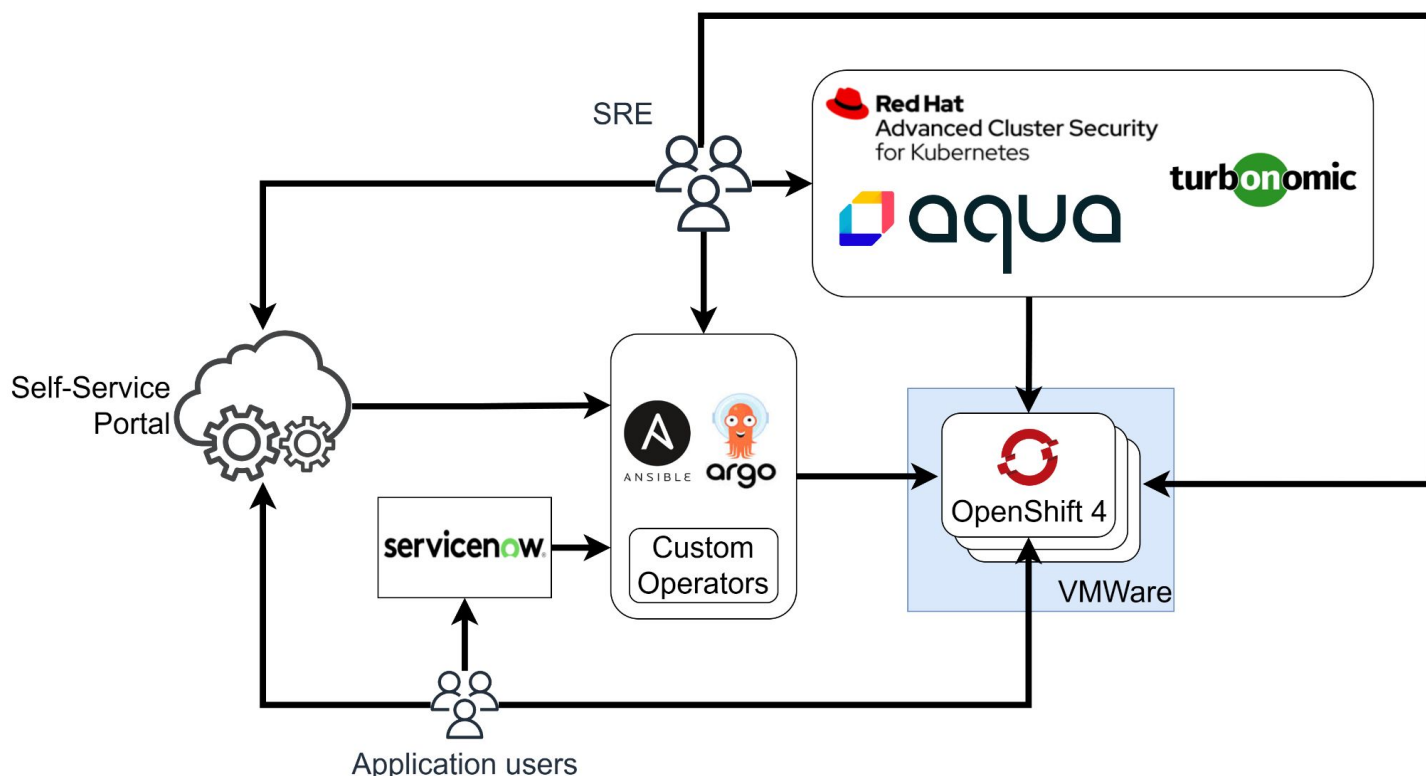 SRE
Red Hat
Advanced Cluster Security
for Kubernetes
turbonomic
aqua
Self-Service
Portal
ANSIBLE
argo
servicenow
Custom
Operators
OpenShift 4
VMWare
Application users